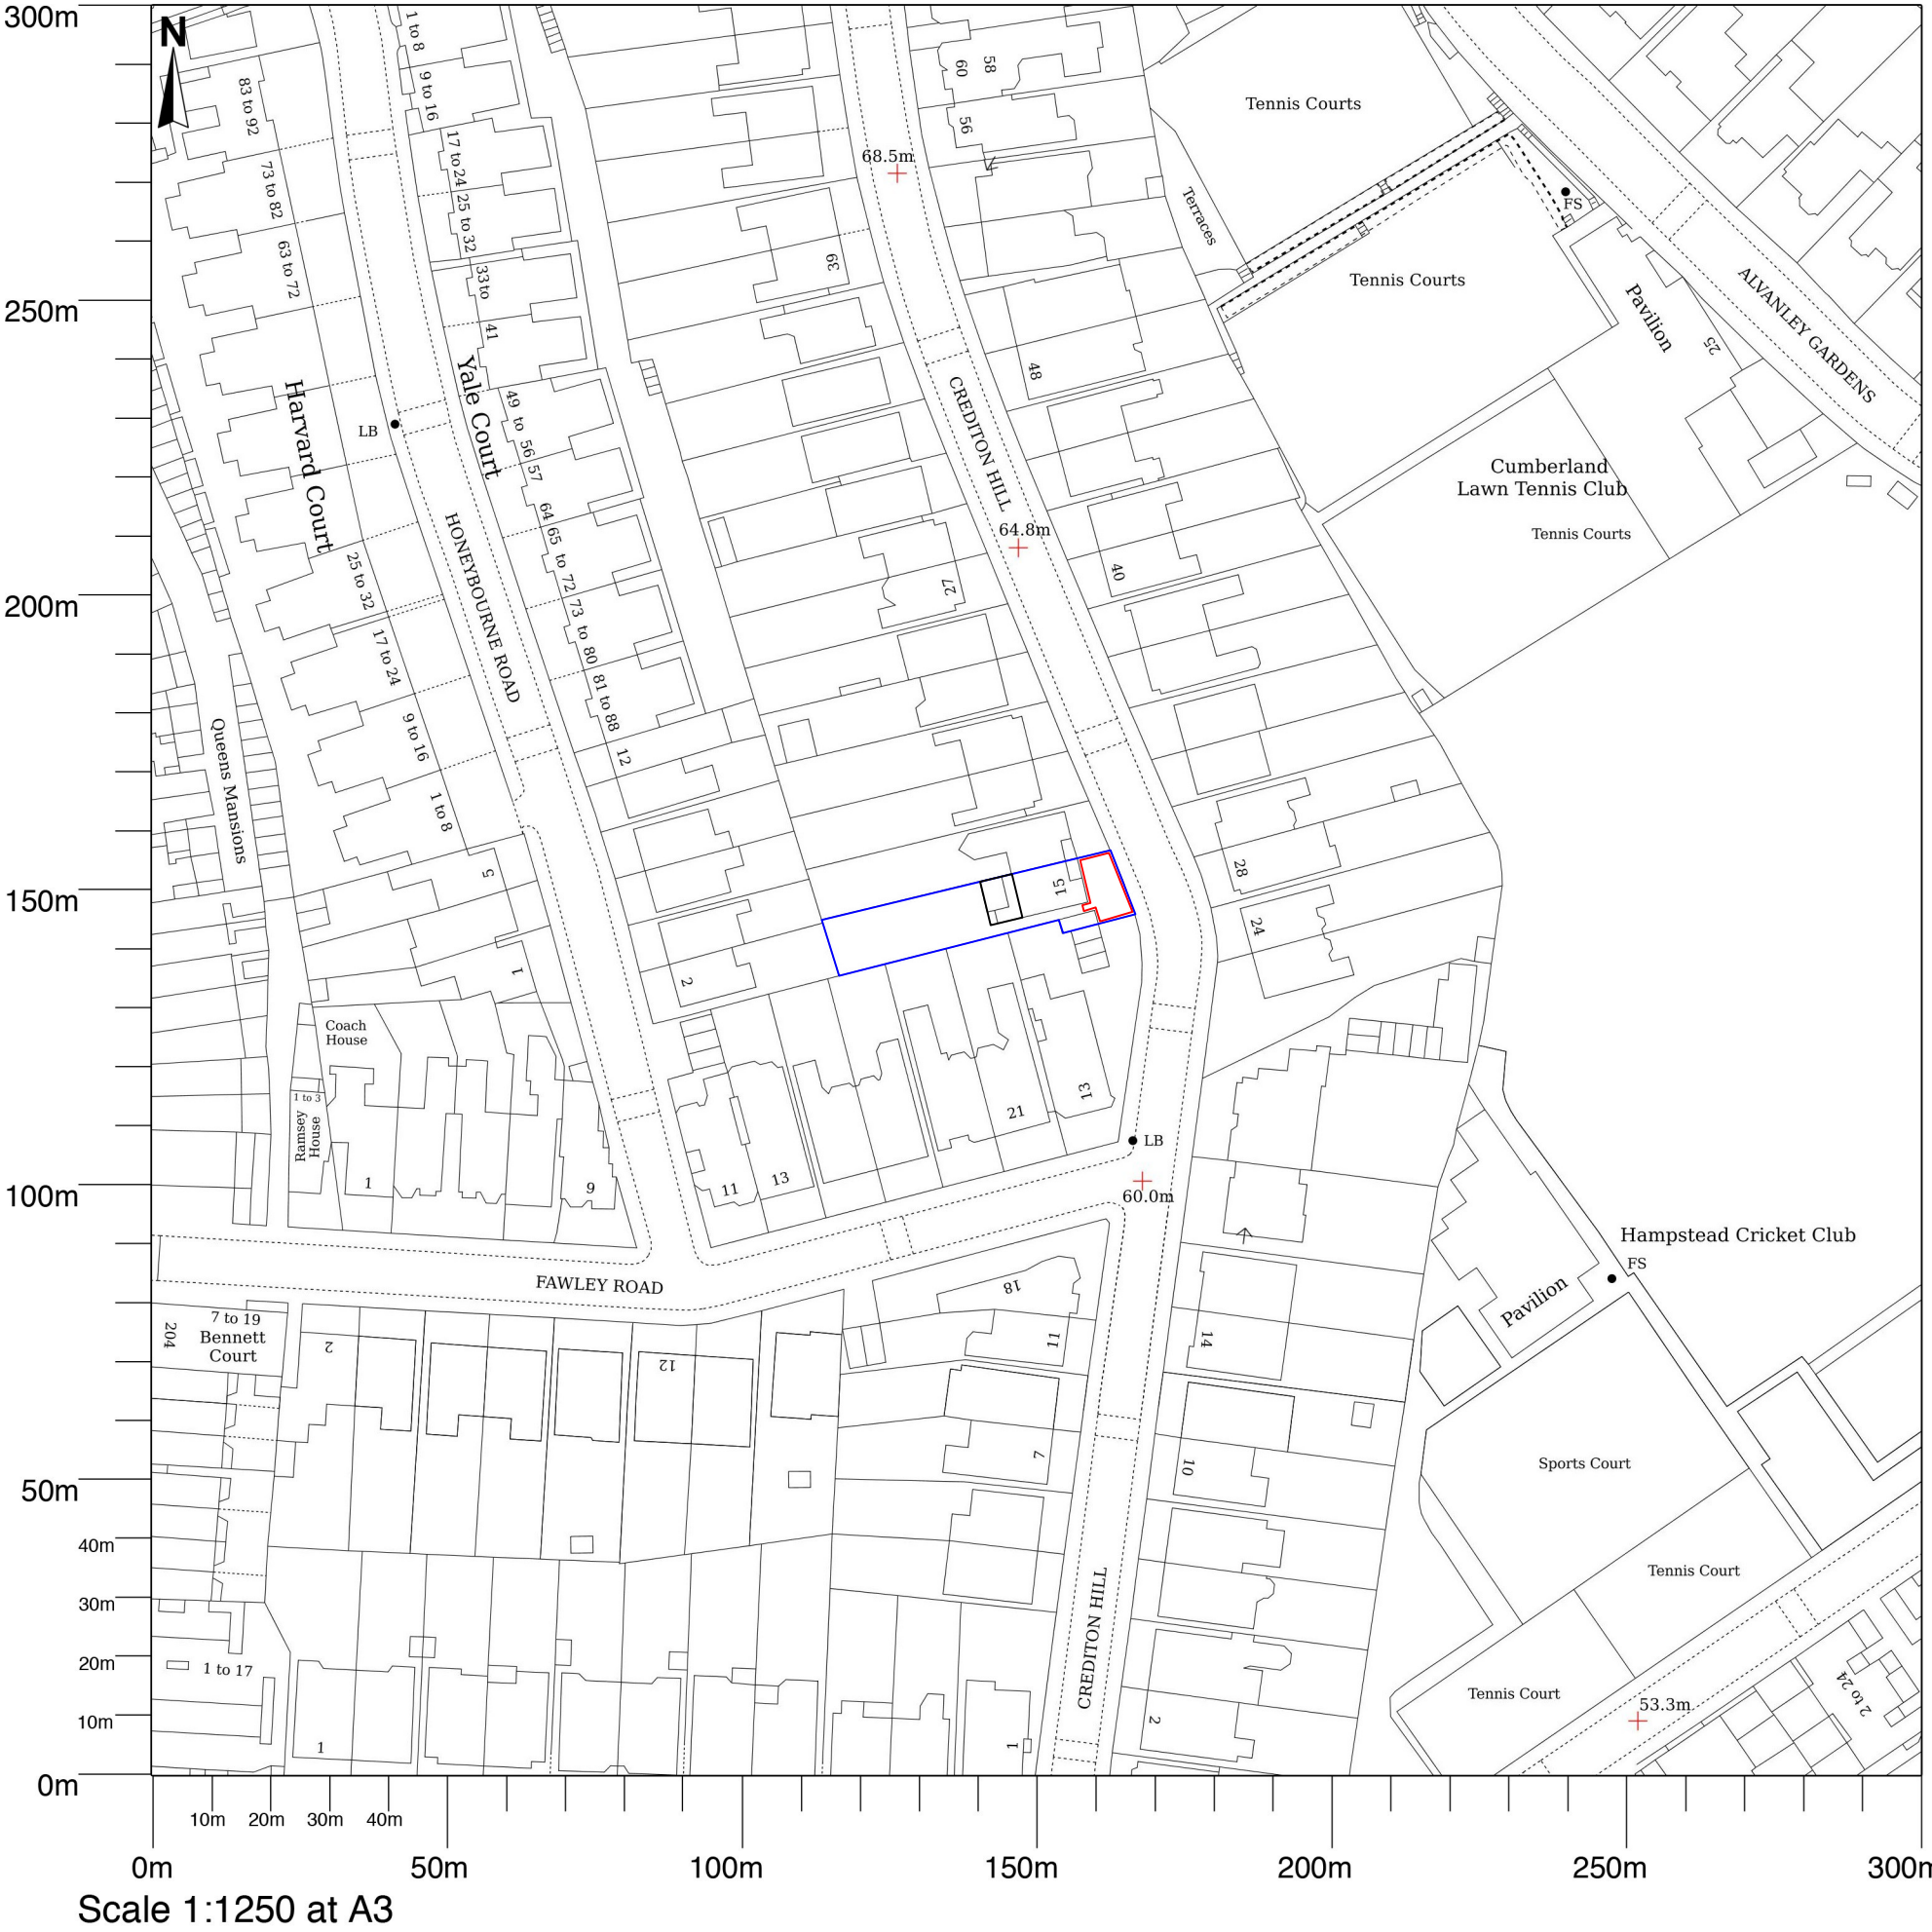 300m
N
1 to 8
9 to 16
83 to 92
17 to 24
73 to 82
25 to 32
63 to 72
33 to
41
60
58
56
68.5m
Tennis Courts
Terraces
FS
39
Tennis Courts
250m
Pavilion
25
ALVANLEY GARDENS
Harvard Court
Yale Court
LB
49 to 56
57
64
65 to 72
73 to 80
81 to 88
12
48
CREDITON HILL
Cumberland
Lawn Tennis Club
Tennis Courts
HONEYBOURNE ROAD
64.8m
40
27
200m
25 to 32
17 to 24
9 to 16
1 to 8
Queens Mansions
5
28
15
150m
24
1
2
Coach
House
1 to 3
Ramsey
House
1
9
11
13
21
13
LB
100m
60.0m
Hampstead Cricket Club
FS
Pavilion
FAWLEY ROAD
18
204
7 to 19
Bennett
Court
2
12
11
14
7
10
Sports Court
50m
40m
Tennis Court
30m
CREDITON HILL
20m
1 to 17
Tennis Court
2 to 24
53.3m
10m
1
1
2
0m
10m
20m
30m
40m
0m
50m
100m
150m
200m
250m
300m
Scale 1:1250 at A3